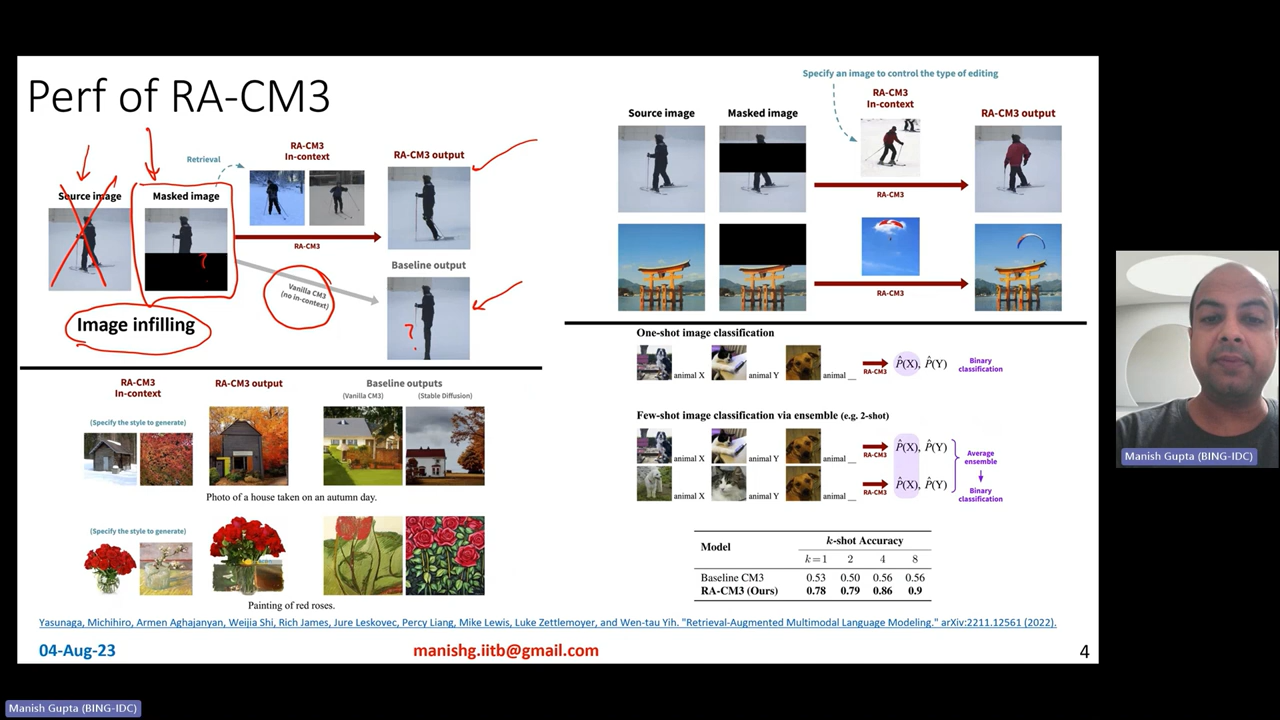 Perf of RA-CM3
Retrieval
RA-CM3
In-context
RA-CM3 output
Source image
Masked image
RA-CM3
Baseline output
Vanilla CM3
(no in-context)
?
?
Image infilling
Specify an image to control the type of editing
RA-CM3
In-context
Source image
Masked image
RA-CM3 output
RA-CM3
RA-CM3
RA-CM3
In-context
RA-CM3 output
Baseline outputs
(Vanilla CM3)
(Stable Diffusion)
(Specify the style to generate)
Photo of a house taken on an autumn day.
(Specify the style to generate)
Painting of red roses.
One-shot image classification
animal X
animal Y
animal __
RA-CM3
P̂(X), P̂(Y)
Binary
classification
Few-shot image classification via ensemble (e.g. 2-shot)
animal X
animal Y
animal __
RA-CM3
P̂(X), P̂(Y)
animal X
animal Y
animal __
RA-CM3
P̂(X), P̂(Y)
Average
ensemble
Binary
classification
Model
k-shot Accuracy
k=1 2 4 8
Baseline CM3 0.53 0.50 0.56 0.56
RA-CM3 (Ours) 0.78 0.79 0.86 0.9
Yasunaga, Michihiro, Armen Aghajanyan, Weijia Shi, Rich James, Jure Leskovec, Percy Liang, Mike Lewis, Luke Zettlemoyer, and Wen-tau Yih. "Retrieval-Augmented Multimodal Language Modeling." arXiv:2211.12561 (2022).
04-Aug-23
manishg.iitb@gmail.com
4
Manish Gupta (BING-IDC)
Manish Gupta (BING-IDC)